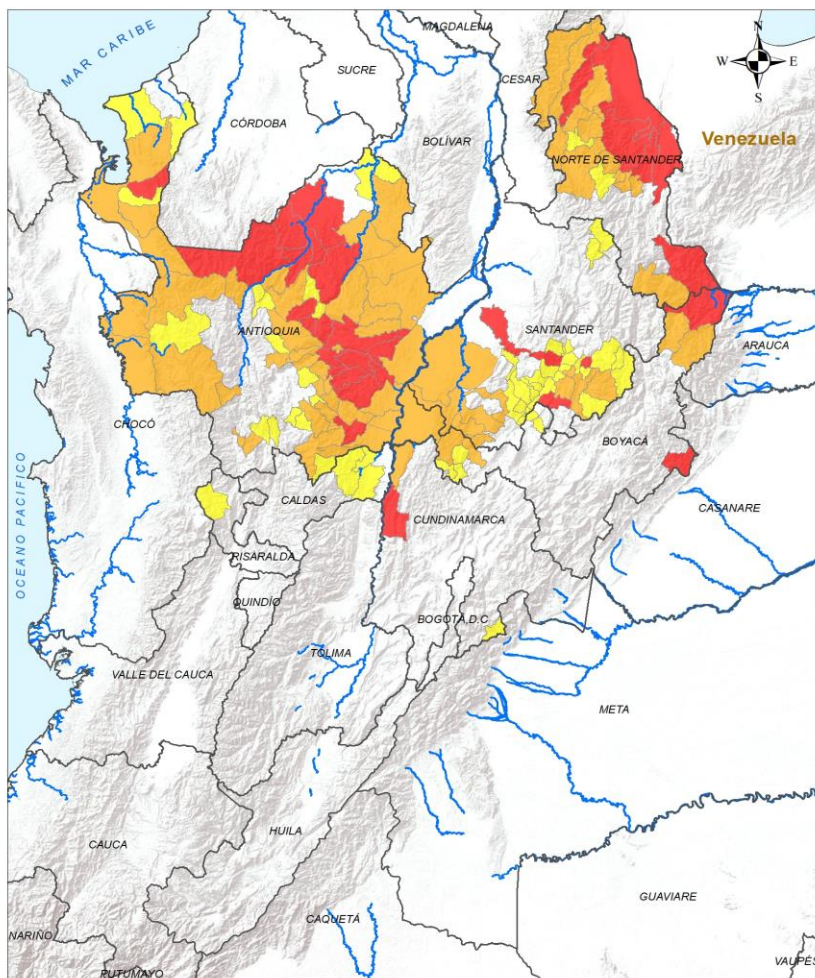 MAGDALENA
N
MAR CARIBE
SUCRE
CESAR
W
E
S
CÓRDOBA
BOLÍVAR
Venezuela
NORTE DE SANTANDER
ANTIOQUIA
SANTANDER
ARAUCA
CHOCÓ
BOYACÁ
OCEANO PACIFICO
CALDAS
CUNDINAMARCA
CASANARE
RISARALDA
QUINDÍO
BOGOTÁ, D.C
TOLIMA
VALLE DEL CAUCA
META
HUILA
CAUCA
GUAVIARE
CAQUETÁ
NARIÑO
PUTUMAYO
VAUPÉS